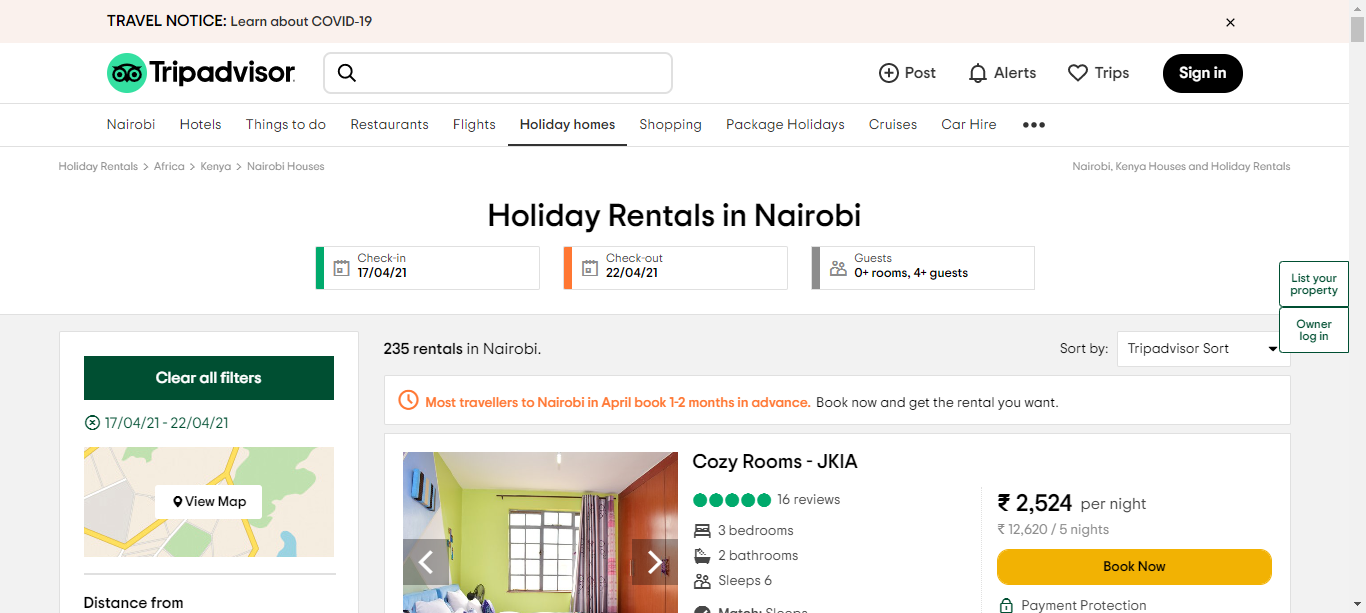 TRAVEL NOTICE: Learn about COVID-19
Tripadvisor
Post
Alerts
Trips
Sign in
Nairobi
Hotels
Things to do
Restaurants
Flights
Holiday homes
Shopping
Package Holidays
Cruises
Car Hire
Holiday Rentals > Africa > Kenya > Nairobi Houses
Nairobi, Kenya Houses and Holiday Rentals
Holiday Rentals in Nairobi
Check-in
17/04/21
Check-out
22/04/21
Guests
0+ rooms, 4+ guests
List your
property
Owner
log in
Clear all filters
17/04/21 - 22/04/21
View Map
Distance from
235 rentals in Nairobi.
Sort by:
Tripadvisor Sort
Most travellers to Nairobi in April book 1-2 months in advance. Book now and get the rental you want.
Cozy Rooms - JKIA
16 reviews
3 bedrooms
2 bathrooms
Sleeps 6
Match: Sleeps
₹ 2,524 per night
₹ 12,620 / 5 nights
Book Now
Payment Protection